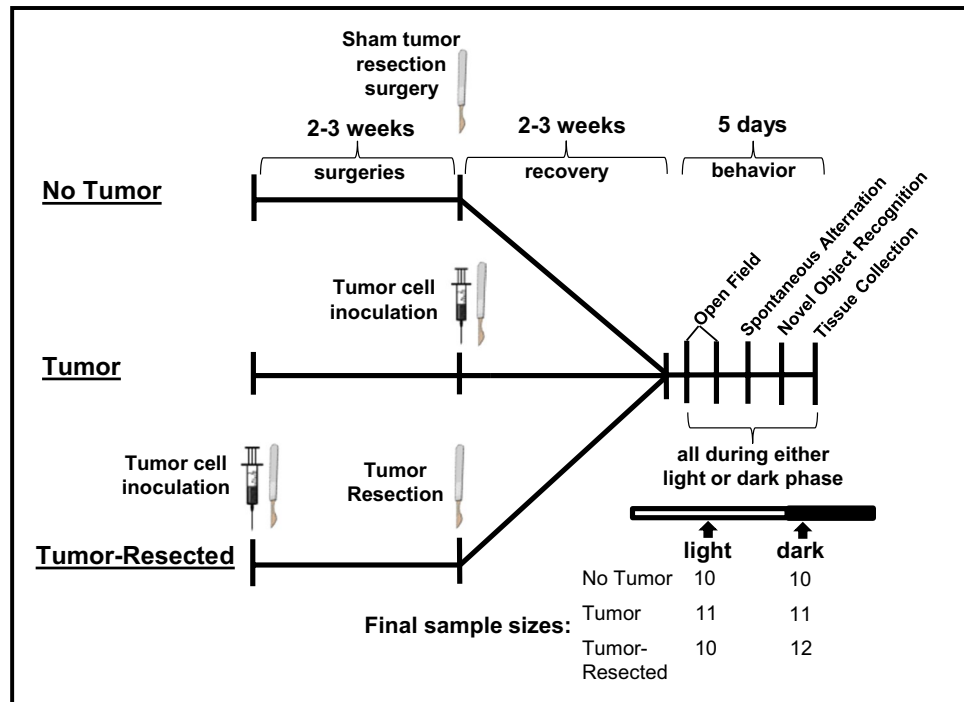 Sham tumor
resection
surgery
2-3 weeks
2-3 weeks
5 days
surgeries
recovery
behavior
No Tumor
Tumor cell
inoculation
Open Field
Spontaneous Alternation
Novel Object Recognition
Tissue Collection
Tumor
all during either
light or dark phase
Tumor cell
inoculation
Tumor
Resection
Tumor-Resected
light dark
No Tumor 10 10
Final sample sizes: Tumor 11 11
Tumor- 10 12
Resected